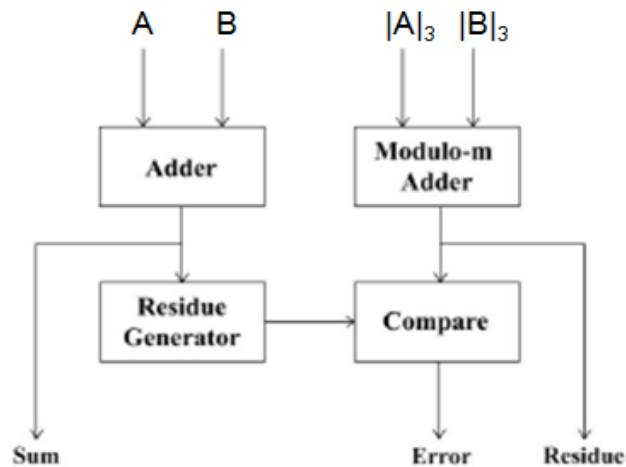 A B |A|₃ |B|₃
Adder
Modulo-m
Adder
Residue
Generator
Compare
Sum Error Residue